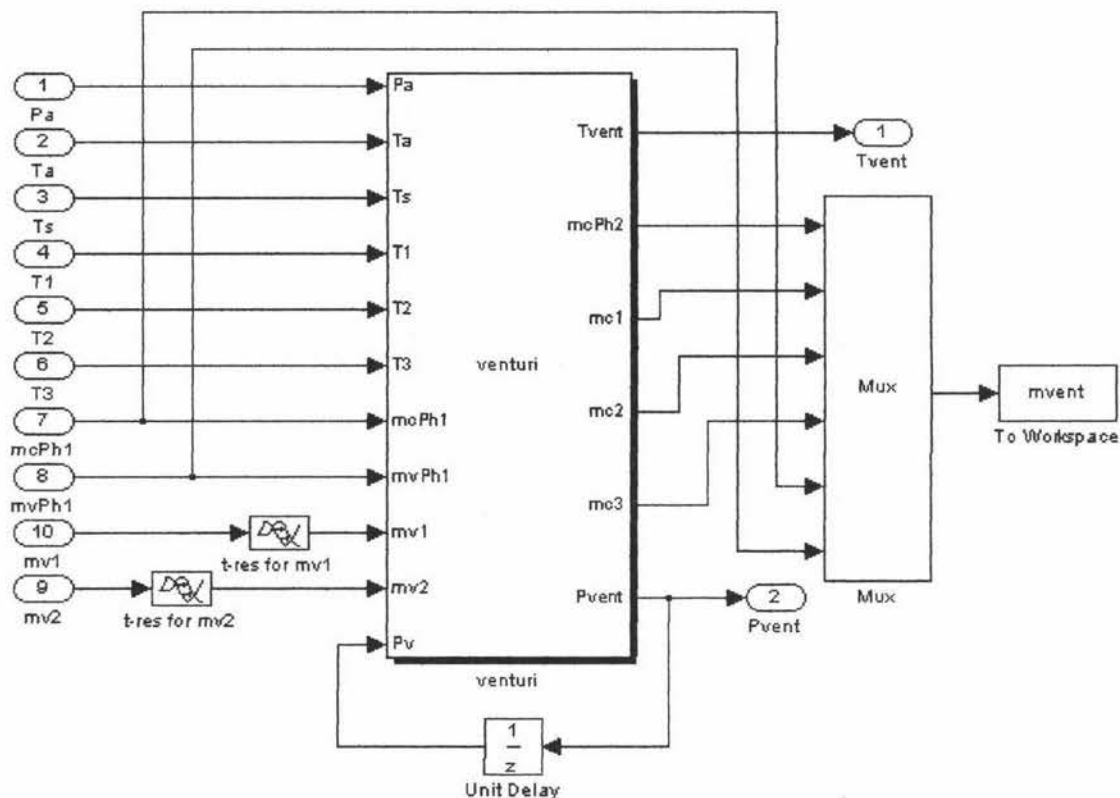 1
Pa
2
Ta
3
Ts
4
T1
5
T2
6
T3
7
mcPh1
8
mvPh1
10
mv1
9
mv2
t-res for mv1
t-res for mv2
Pa
Ta
Ts
T1
T2
T3
mcPh1
mvPh1
mv1
mv2
Pv
venturi
Tvent
mcPh2
mc1
mc2
mc3
Pvent
venturi
1
z
Unit Delay
1
Tvent
Mux
Mux
2
Pvent
mvent
To Workspace